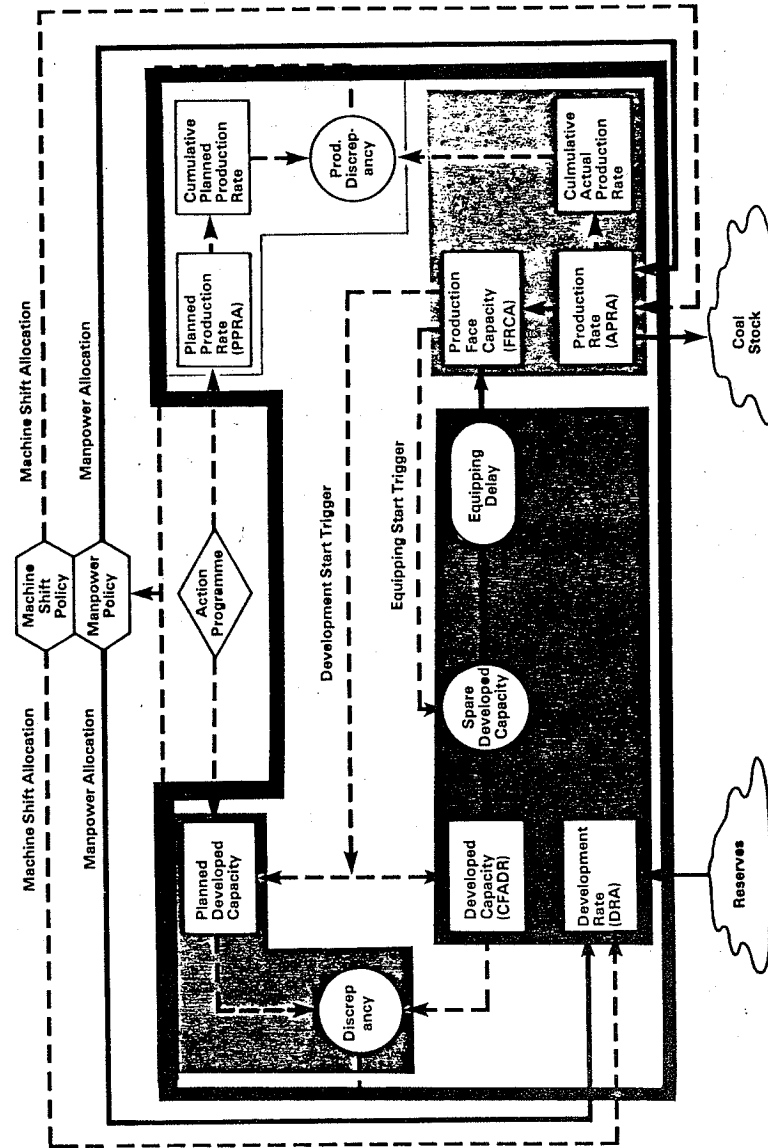 Machine Shift Allocation
Manpower Allocation
Machine
Shift
Policy
Manpower
Policy
Machine Shift Allocation
Manpower Allocation
Planned
Developed
Capacity
Action
Programme
Planned
Production
Rate
(PPRA)
Cumulative
Planned
Production
Rate
Discrep
ancy
Development Start Trigger
Prod.
Discrep-
ancy
Equipping Start Trigger
Developed
Capacity
(CFADR)
Spare
Developed
Capacity
Equipping
Delay
Production
Face
Capacity
(FRCA)
Development
Rate
(DRA)
Production
Rate
(APRA)
Culmulative
Actual
Production
Rate
Reserves
Coal
Stock